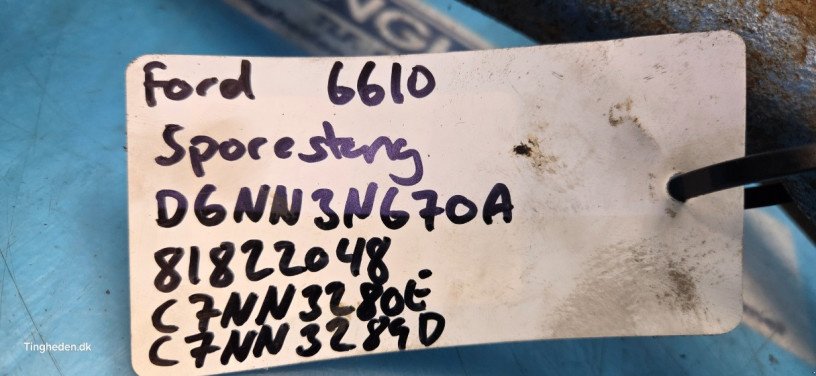 Ford 6610
Sporestang
D6NN3N670A
81822048
C7NN3280E
C7NN3289D
Tingheden.dk